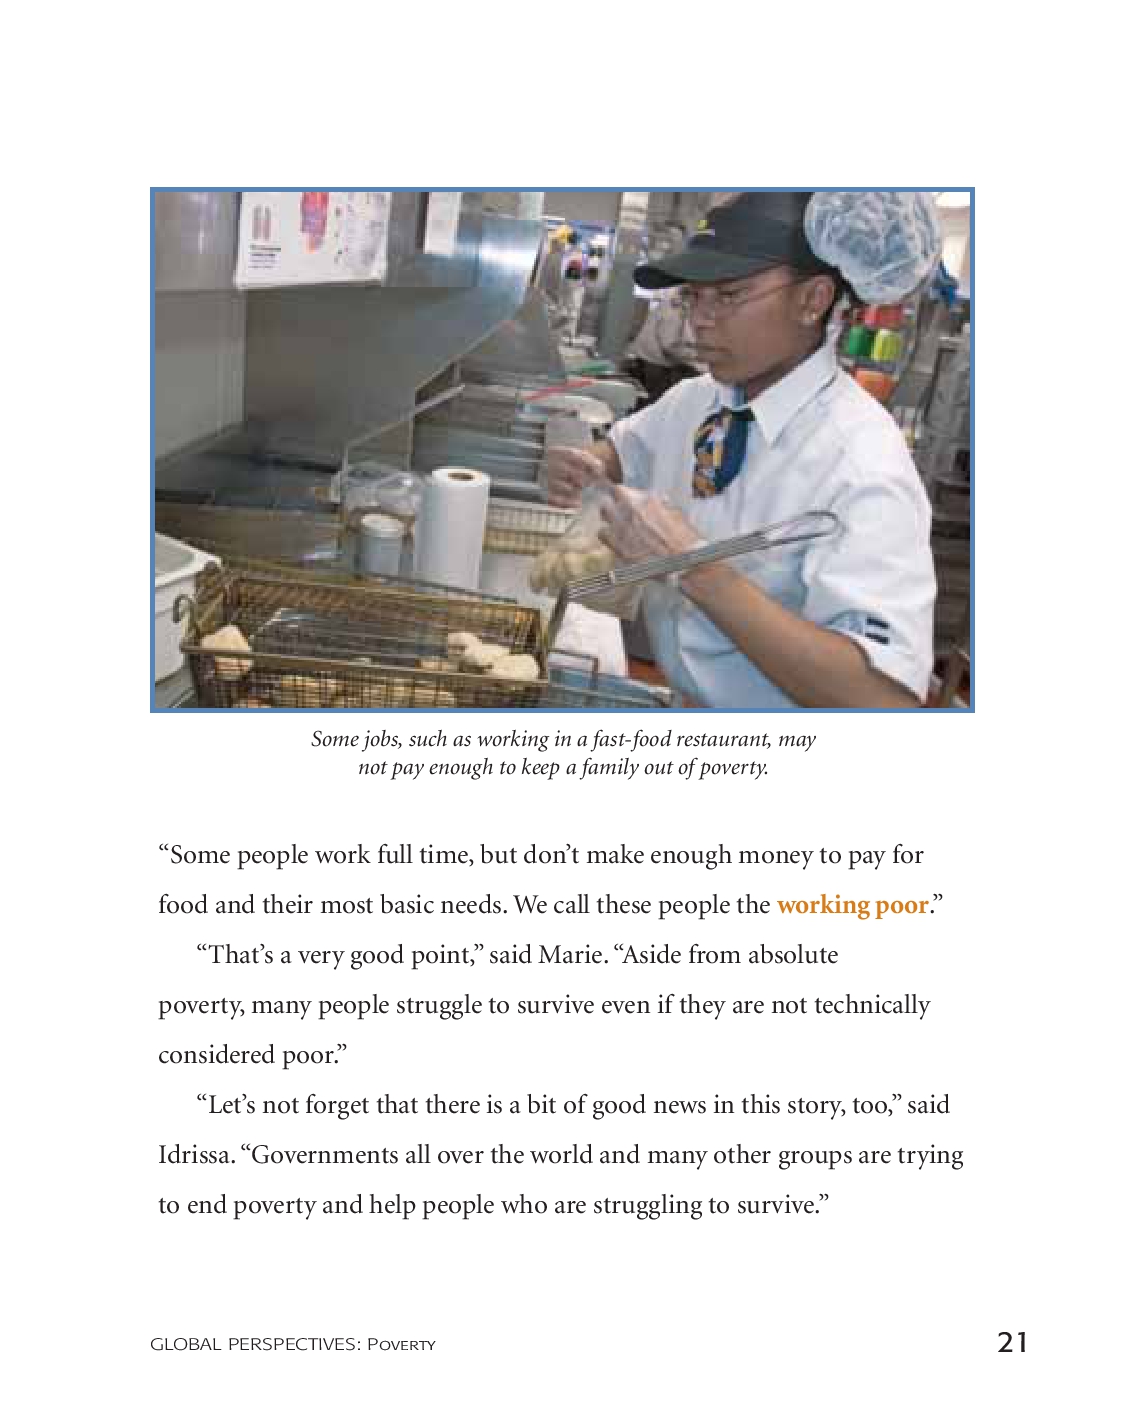 Some jobs, such as working in a fast-food restaurant, may
not pay enough to keep a family out of poverty.
“Some people work full time, but don’t make enough money to pay for
food and their most basic needs. We call these people the working poor.”
“That’s a very good point,” said Marie. “Aside from absolute
poverty, many people struggle to survive even if they are not technically
considered poor.”
“Let’s not forget that there is a bit of good news in this story, too,” said
Idrissa. “Governments all over the world and many other groups are trying
to end poverty and help people who are struggling to survive.”
GLOBAL PERSPECTIVES: POVERTY
21